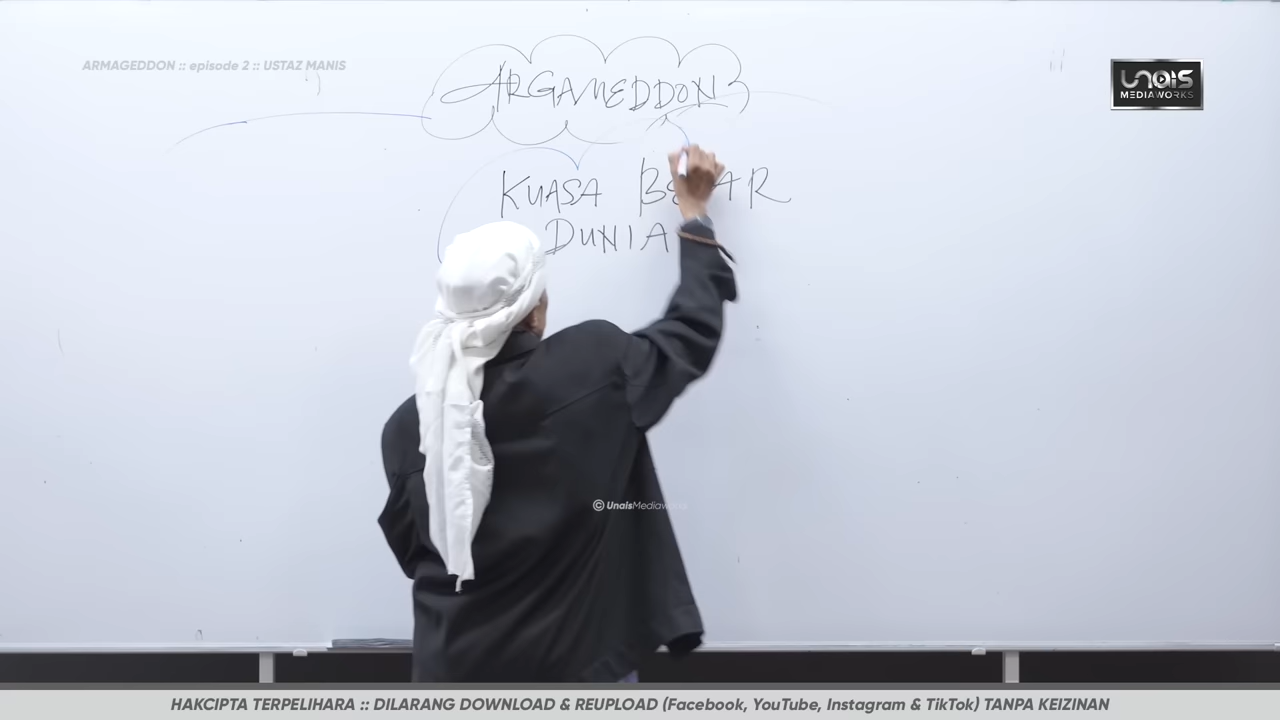 ARMAGEDDON :: episode 2 :: USTAZ MANIS
UNAIS
MEDIAWORKS
ARGAMEDDON
KUASA
DUNIA
© UnaisMediaworks
HAKCIPTA TERPELIHARA :: DILARANG DOWNLOAD & REUPLOAD (Facebook, YouTube, Instagram & TikTok) TANPA KEIZINAN